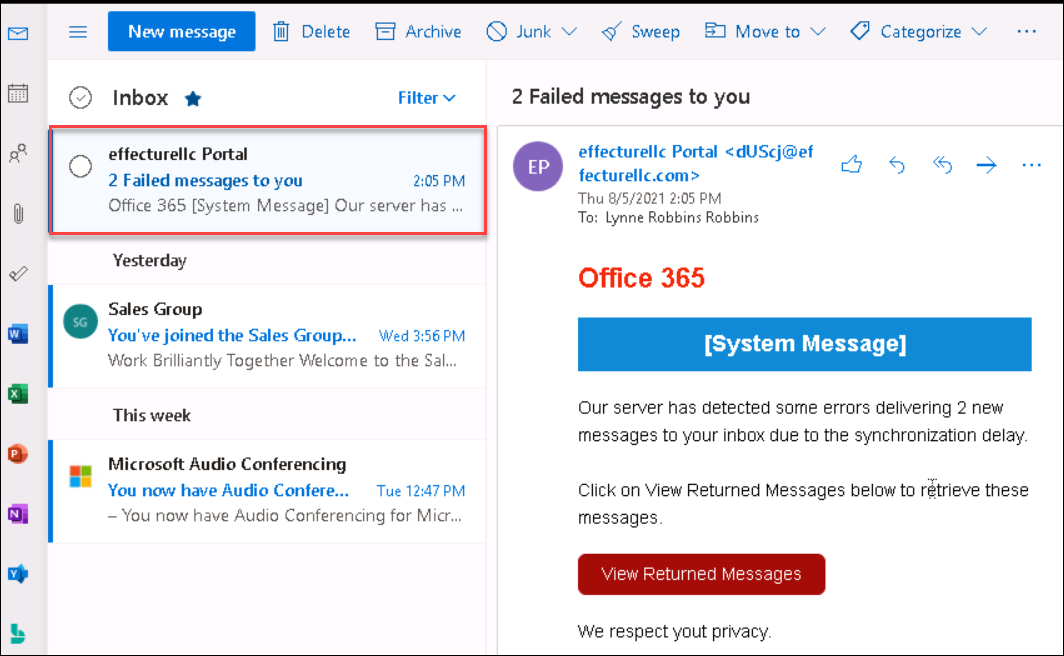 New message Delete Archive Junk Sweep Move to Categorize
Inbox Filter
effecturellc Portal
2 Failed messages to you 2:05 PM
Office 365 [System Message] Our server has ...
Yesterday
SG
Sales Group
You've joined the Sales Group... Wed 3:56 PM
Work Brilliantly Together Welcome to the Sal...
This week
Microsoft Audio Conferencing
You now have Audio Confere... Tue 12:47 PM
– You now have Audio Conferencing for Micr...
2 Failed messages to you
EP
effecturellc Portal <dUScj@ef
fecturellc.com>
Thu 8/5/2021 2:05 PM
To: Lynne Robbins Robbins
Office 365
[System Message]
Our server has detected some errors delivering 2 new
messages to your inbox due to the synchronization delay.
Click on View Returned Messages below to retrieve these
messages.
View Returned Messages
We respect yout privacy.